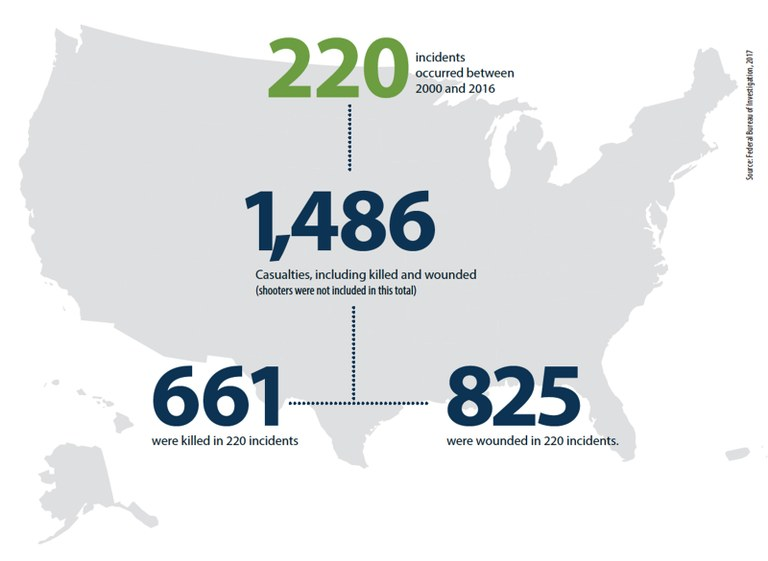 220
incidents
occurred between
2000 and 2016
Source: Federal Bureau of Investigation, 2017
1,486
Casualties, including killed and wounded
(shooters were not included in this total)
661
were killed in 220 incidents
825
were wounded in 220 incidents.